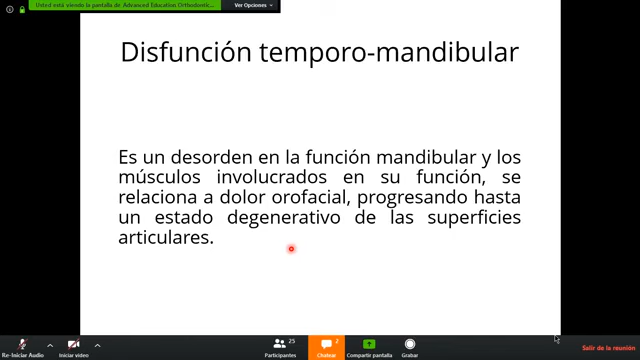 Usted está viendo la pantalla de Advanced Education Orthodontic...
Ver Opciones
Disfunción temporo-mandibular
Es un desorden en la función mandibular y los
músculos involucrados en su función, se
relaciona a dolor orofacial, progresando hasta
un estado degenerativo de las superficies
articulares.
25
2
Re-Iniciar Audio
Iniciar video
Participantes
Chatear
Compartir pantalla
Grabar
Salir de la reunión